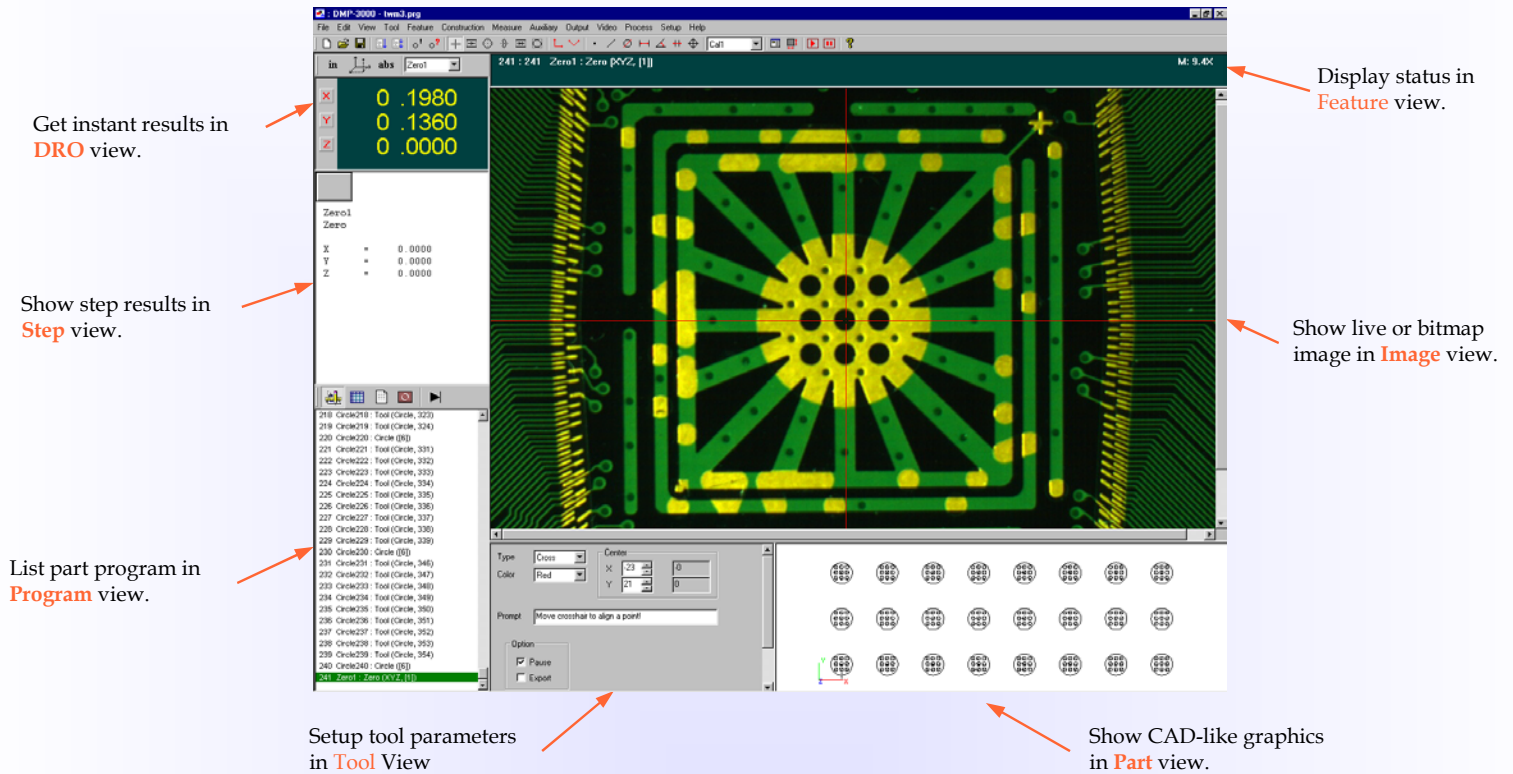 : DMP-3000 - twm3.prg
File Edit View Tool Feature Construction Measure Auxiliary Output Video Process Setup Help
Cal1
in abs Zero1
241 : 241 Zero1 : Zero (XYZ, [1])
M: 9.4X
X 0 .1980
Y 0 .1360
Z 0 .0000
Zero1
Zero
X = 0.0000
Y = 0.0000
Z = 0.0000
218 Circle218 : Tool (Circle, 323)
219 Circle219 : Tool (Circle, 324)
220 Circle220 : Circle ([6])
221 Circle221 : Tool (Circle, 331)
222 Circle222 : Tool (Circle, 332)
223 Circle223 : Tool (Circle, 333)
224 Circle224 : Tool (Circle, 334)
225 Circle225 : Tool (Circle, 335)
226 Circle226 : Tool (Circle, 336)
227 Circle227 : Tool (Circle, 337)
228 Circle228 : Tool (Circle, 338)
229 Circle229 : Tool (Circle, 339)
230 Circle230 : Circle ([6])
231 Circle231 : Tool (Circle, 346)
232 Circle232 : Tool (Circle, 347)
233 Circle233 : Tool (Circle, 348)
234 Circle234 : Tool (Circle, 349)
235 Circle235 : Tool (Circle, 350)
236 Circle236 : Tool (Circle, 351)
237 Circle237 : Tool (Circle, 352)
238 Circle238 : Tool (Circle, 353)
239 Circle239 : Tool (Circle, 354)
240 Circle240 : Circle ([6])
241 Zero1 : Zero (XYZ, [1])
Type Cross
Color Red
Center
X -23 -0
Y 21 0
Prompt Move crosshair to align a point!
Option
Pause
Export
Y
Z X
Get instant results in
DRO view.
Show step results in
Step view.
List part program in
Program view.
Setup tool parameters
in Tool View
Display status in
Feature view.
Show live or bitmap
image in Image view.
Show CAD-like graphics
in Part view.